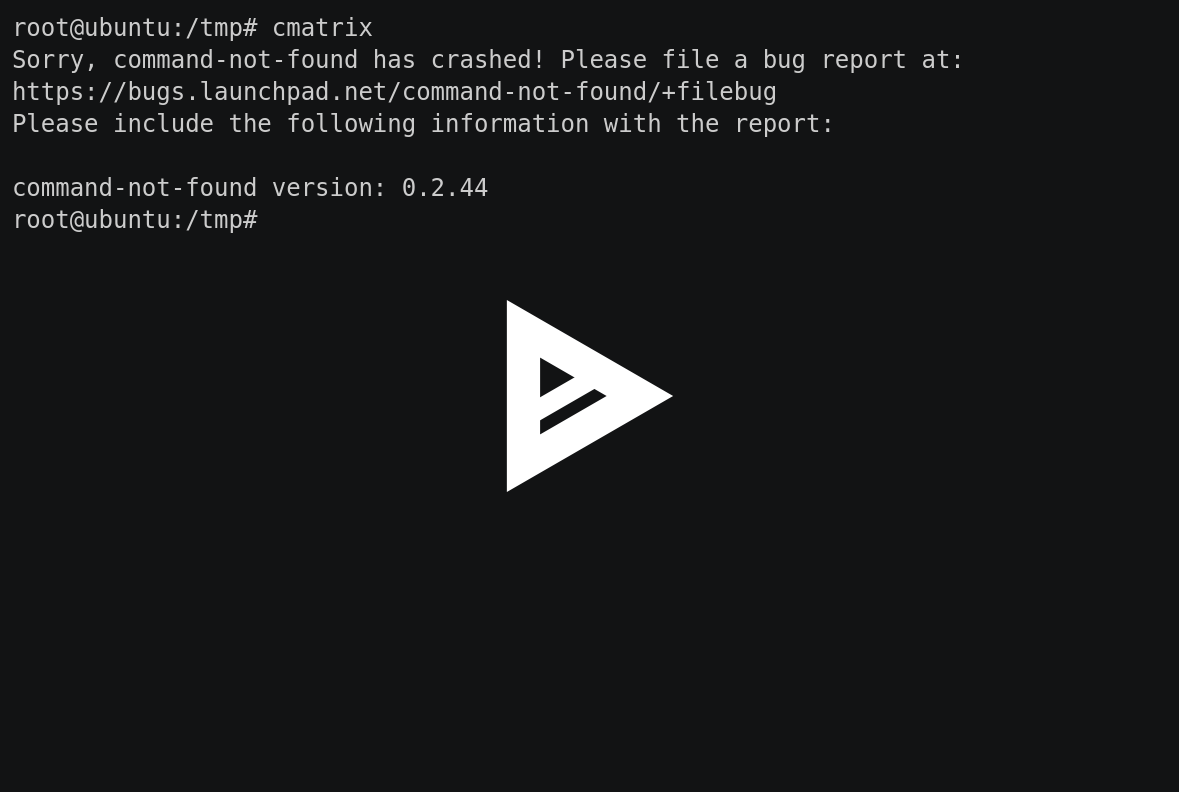 root@ubuntu:/tmp# cmatrix
Sorry, command-not-found has crashed! Please file a bug report at:
https://bugs.launchpad.net/command-not-found/+filebug
Please include the following information with the report:

command-not-found version: 0.2.44
root@ubuntu:/tmp#